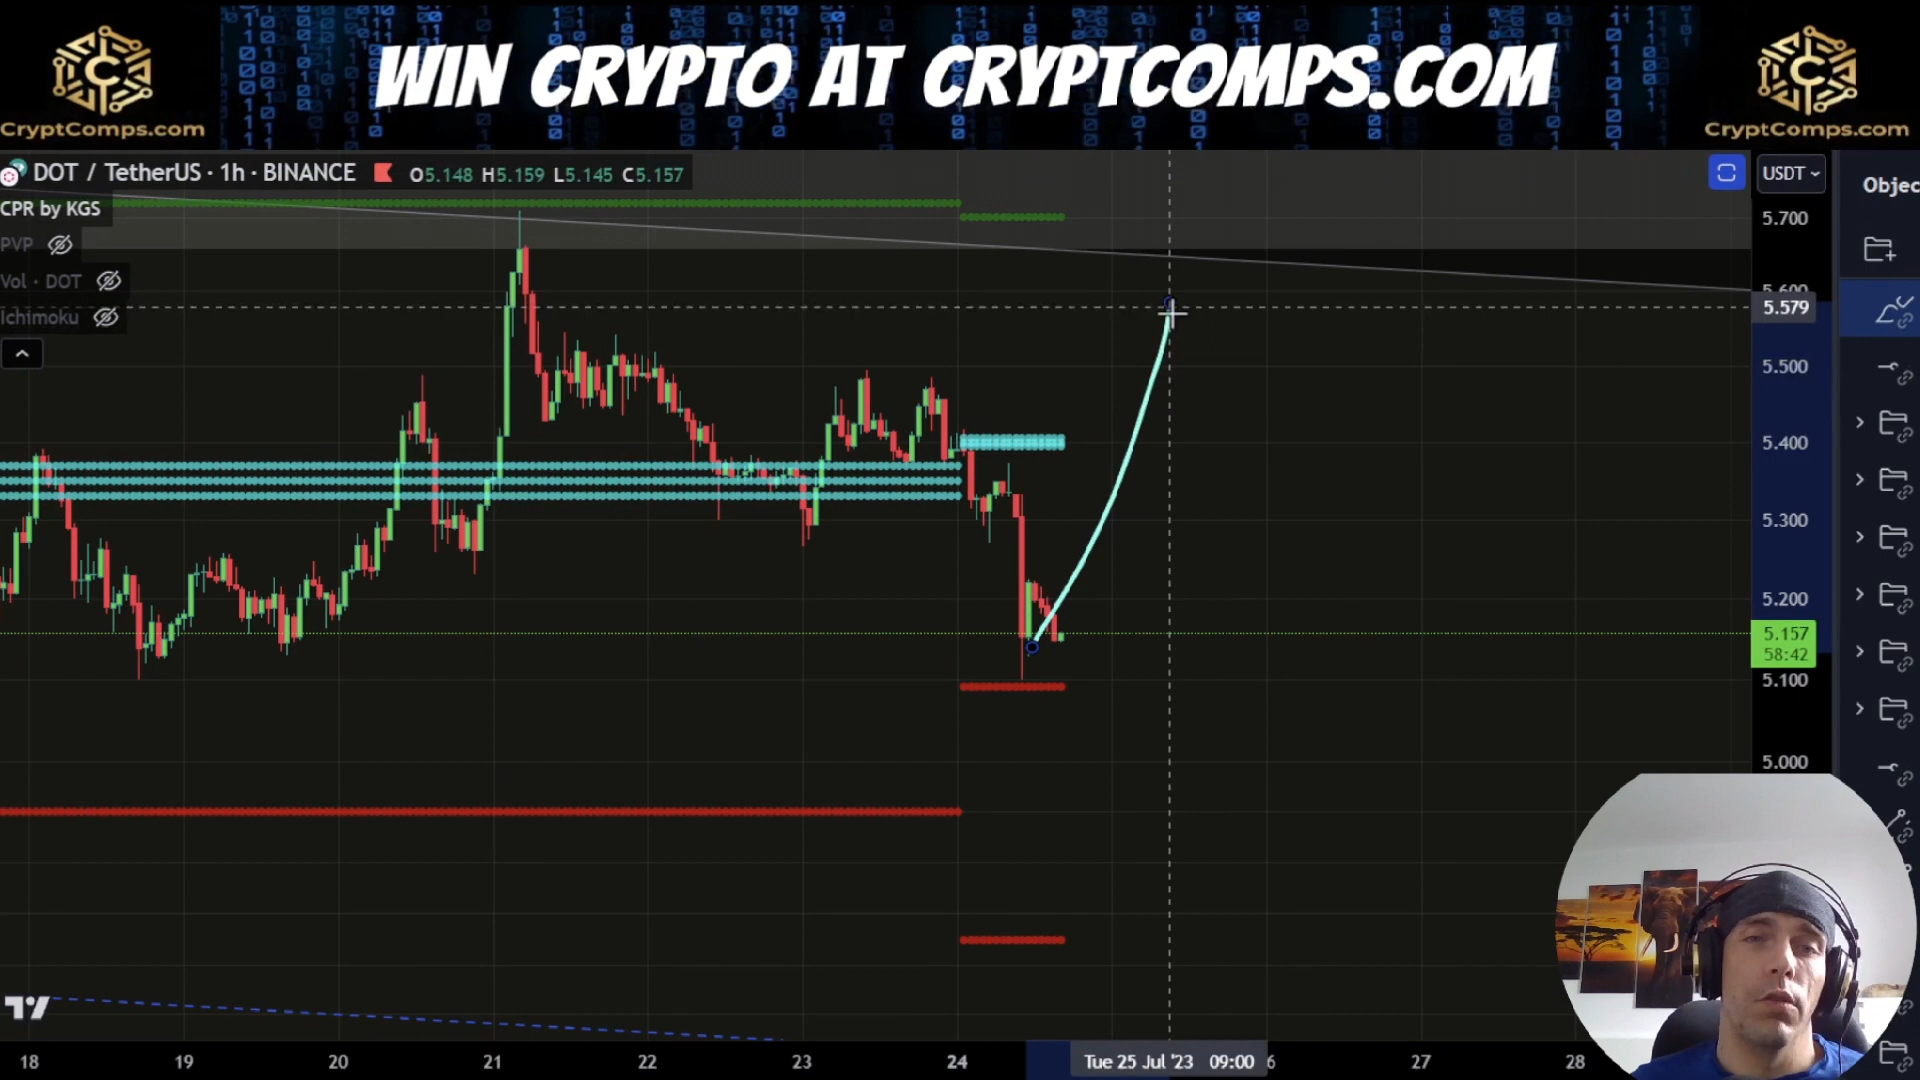 WIN CRYPTO AT CRYPTCOMPS.COM
CryptComps.com
CryptComps.com
DOT / TetherUS · 1h · BINANCE O5.148 H5.159 L5.145 C5.157
USDT
Objec
CPR by KGS
PVP
Vol · DOT
Ichimoku
5.700
5.600
5.579
5.500
5.400
5.300
5.200
5.157
58:42
5.100
5.000
18 19 20 21 22 23 24 Tue 25 Jul '23 09:00 6 27 28